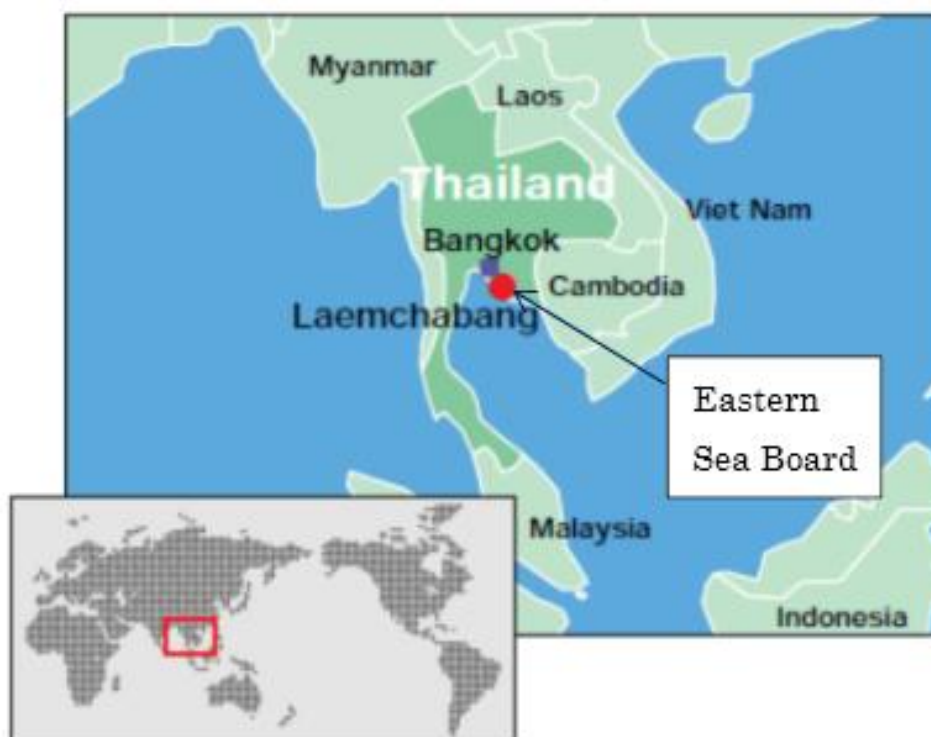 Myanmar
Laos
Thailand
Viet Nam
Bangkok
Cambodia
Laemchabang
Eastern
Sea Board
Malaysia
Indonesia